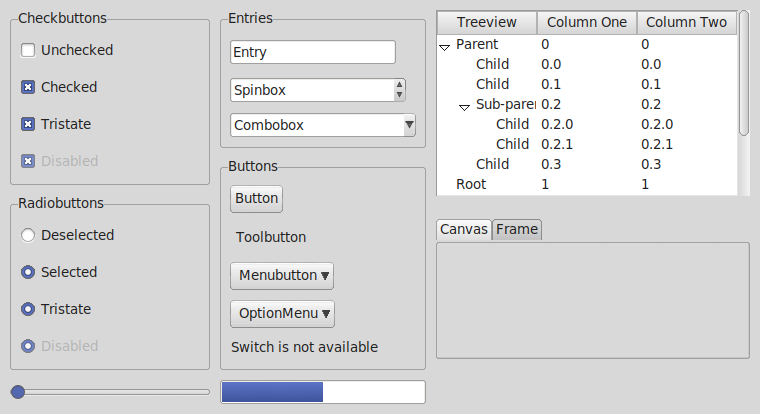 Checkbuttons
Unchecked
Checked
Tristate
Disabled
Radiobuttons
Deselected
Selected
Tristate
Disabled
Entries
Entry
Spinbox
Combobox
Buttons
Button
Toolbutton
Menubutton
OptionMenu
Switch is not available
Treeview Column One Column Two
Parent 0 0
Child 0.0 0.0
Child 0.1 0.1
Sub-parer 0.2 0.2
Child 0.2.0 0.2.0
Child 0.2.1 0.2.1
Child 0.3 0.3
Root 1 1
Canvas Frame